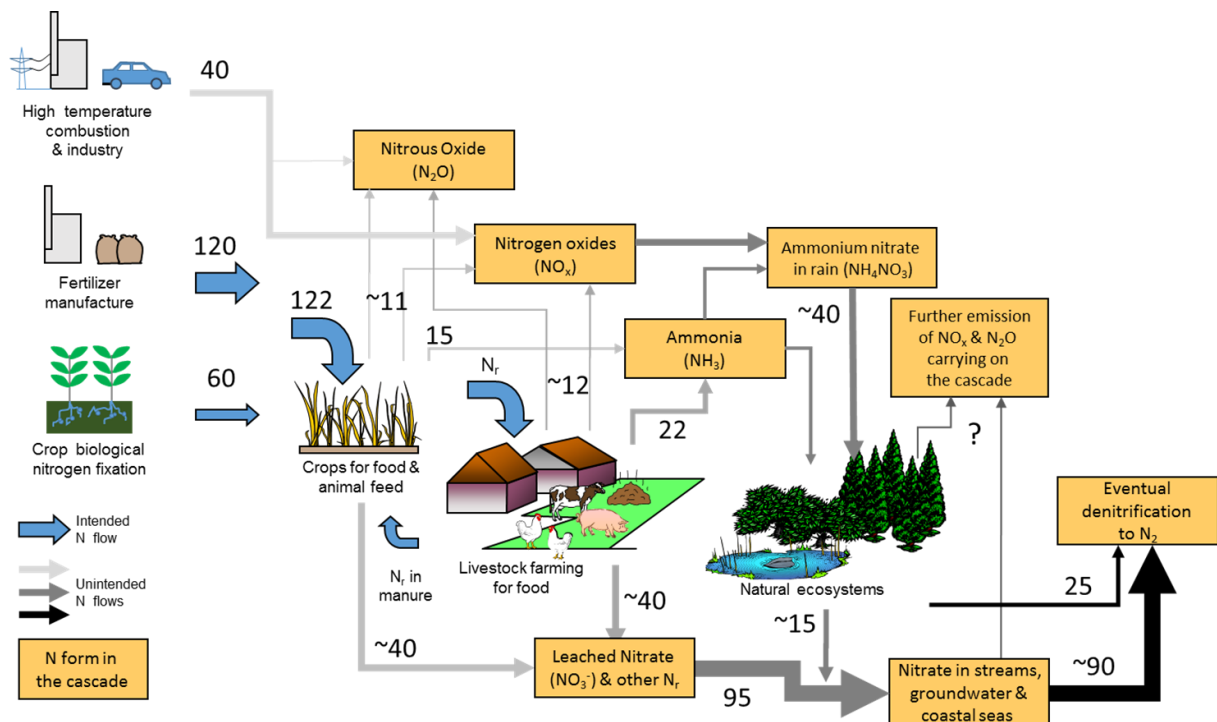 40
High temperature
combustion
& industry
Nitrous Oxide
(N₂O)
120
Fertilizer
manufacture
Nitrogen oxides
(NOₓ)
Ammonium nitrate
in rain (NH₄NO₃)
122
~11
15
Ammonia
(NH₃)
~40
Further emission
of NOₓ & N₂O
carrying on
the cascade
60
Crop biological
nitrogen fixation
Nᵣ
~12
22
?
Crops for food &
animal feed
Intended
N flow
Unintended
N flows
Nᵣ in
manure
Livestock farming
for food
Natural ecosystems
Eventual
denitrification
to N₂
25
~40
~40
~15
~90
N form in
the cascade
Leached Nitrate
(NO₃⁻) & other Nᵣ
95
Nitrate in streams,
groundwater &
coastal seas